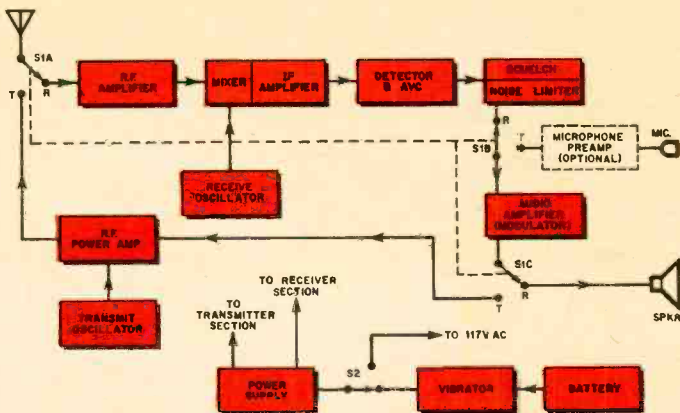 S1A
R.F. AMPLIFIER
MIXER
IF AMPLIFIER
DETECTOR & AVC
SQUELCH
NOISE LIMITER
T
R
R
T
S1B
MICROPHONE PREAMP (OPTIONAL)
MIC.
RECEIVE OSCILLATOR
AUDIO AMPLIFIER (MODULATOR)
R.F. POWER AMP
S1C
R
T
SPKR
TO RECEIVER SECTION
TO TRANSMITTER SECTION
TRANSMIT OSCILLATOR
TO 117V AC
S2
POWER SUPPLY
VIBRATOR
BATTERY